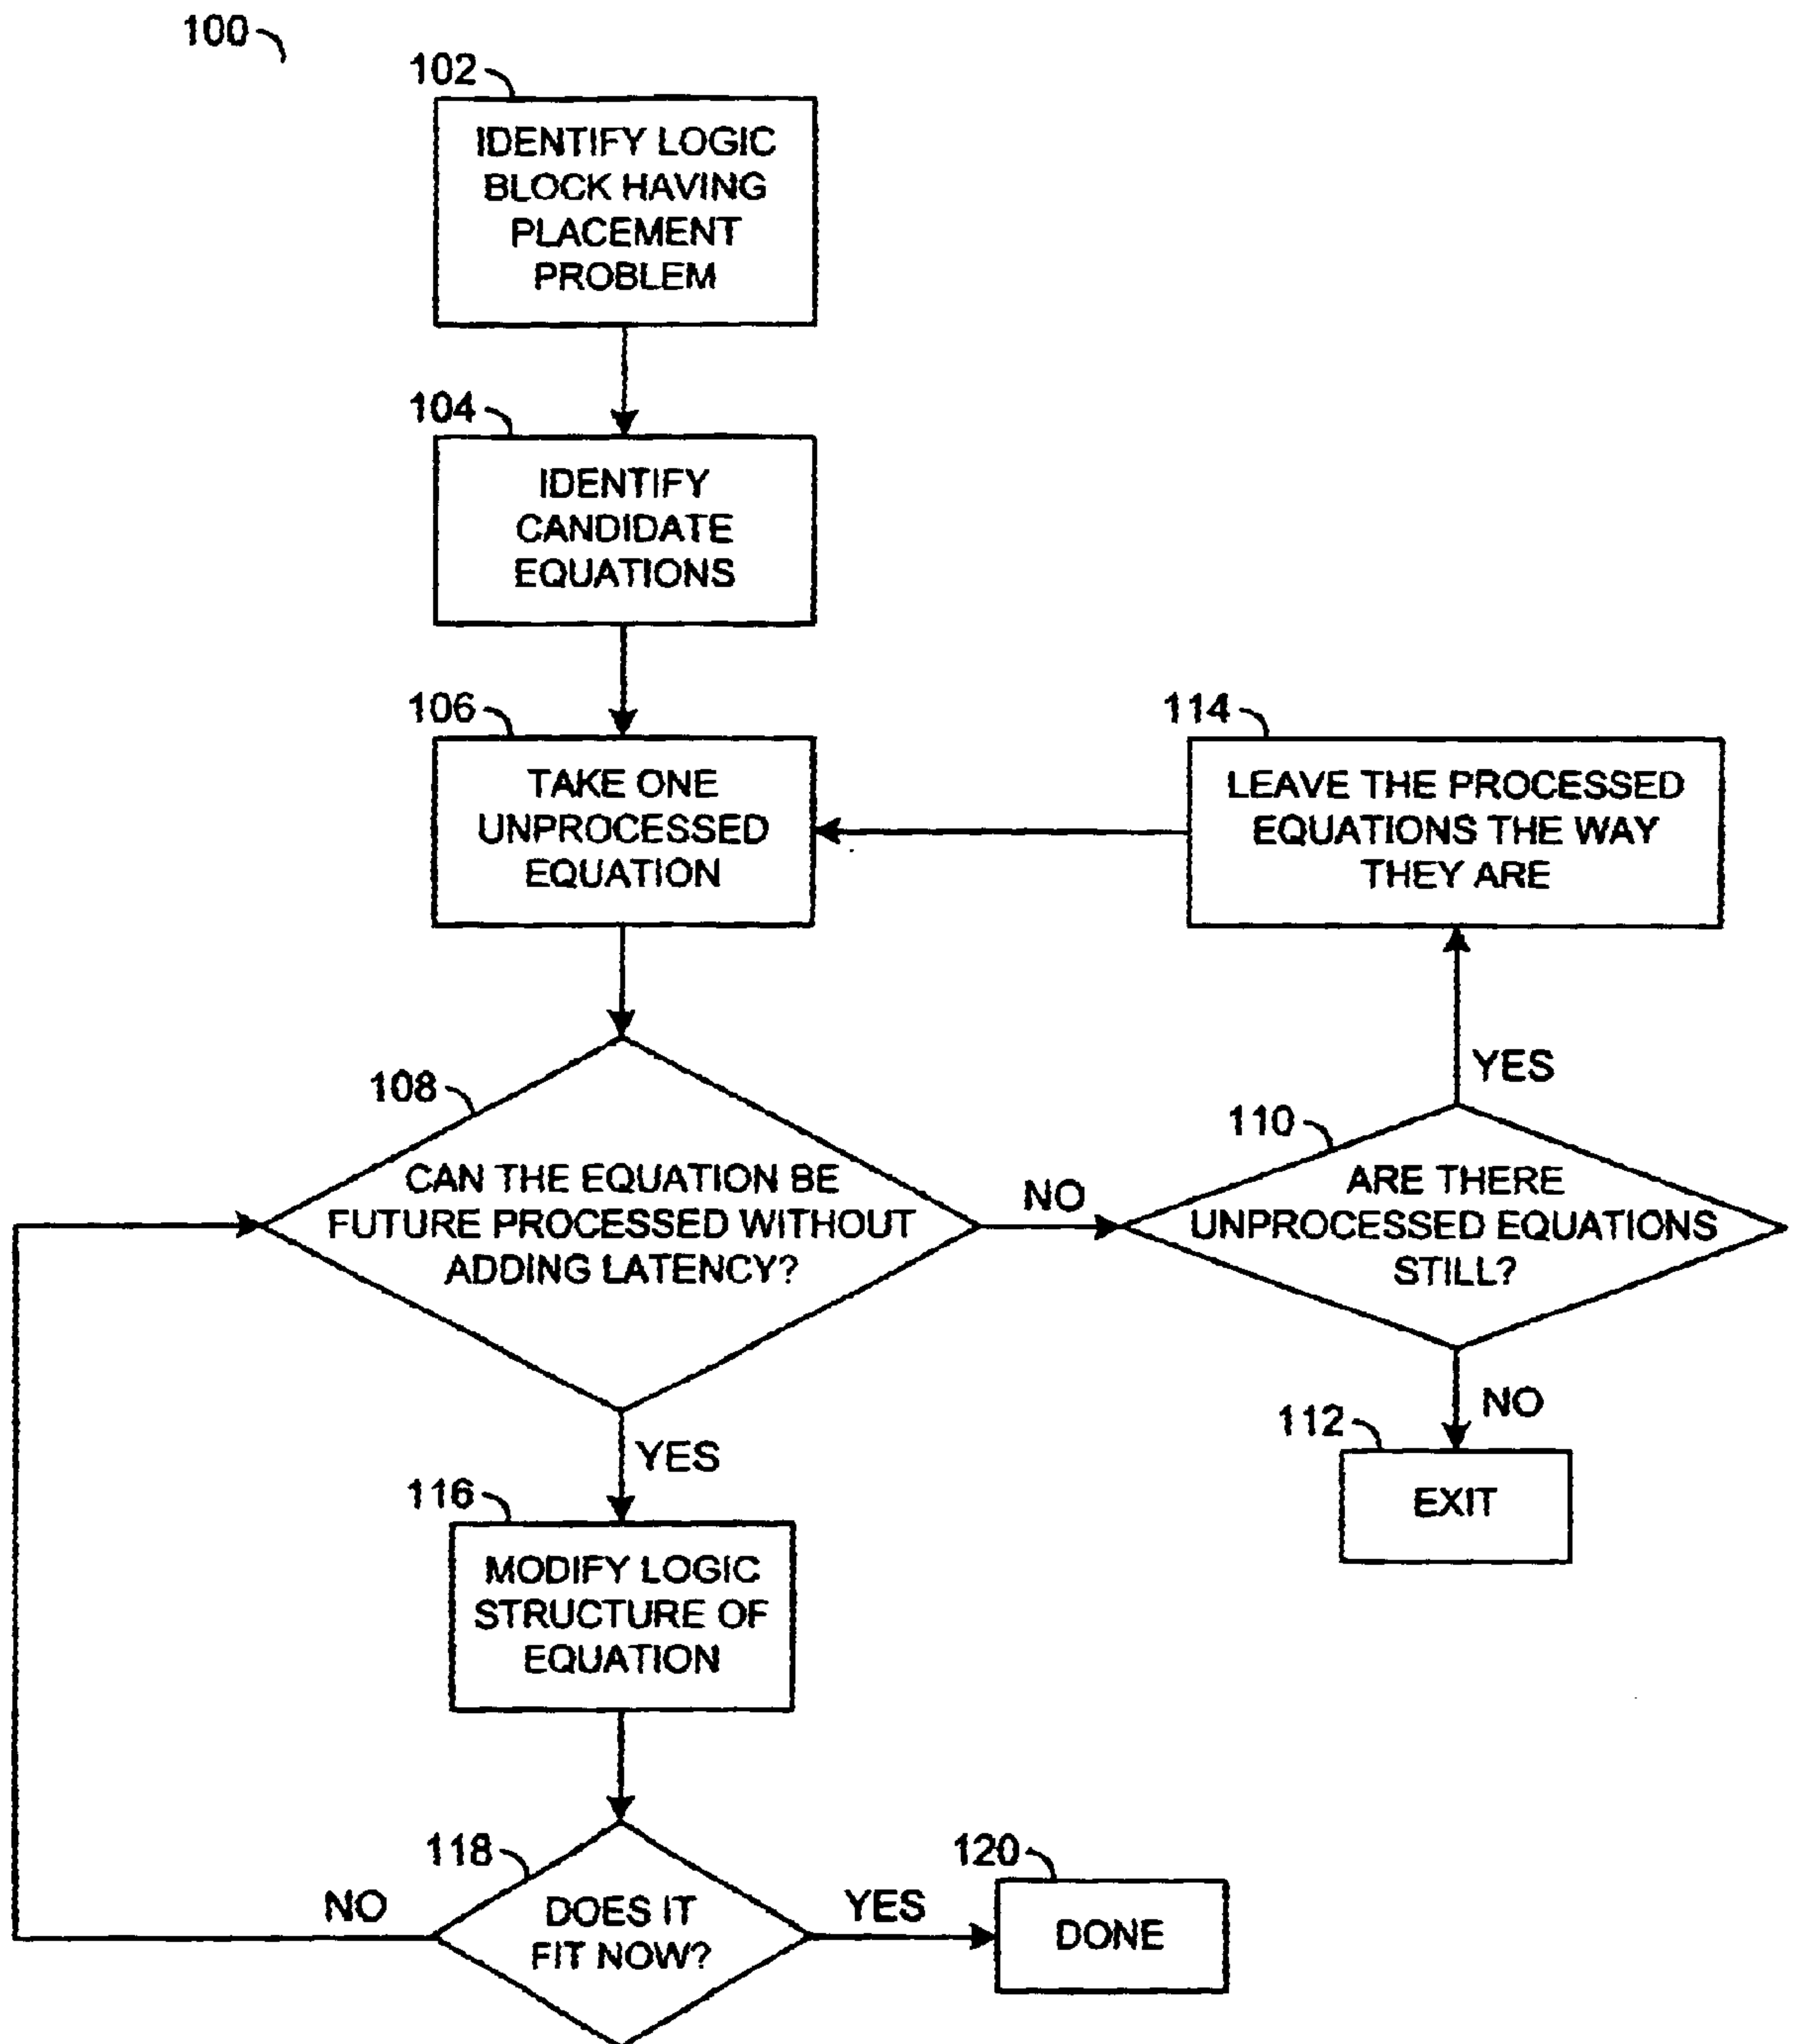 100
102
IDENTIFY LOGIC
BLOCK HAVING
PLACEMENT
PROBLEM
104
IDENTIFY
CANDIDATE
EQUATIONS
106
TAKE ONE
UNPROCESSED
EQUATION
114
LEAVE THE PROCESSED
EQUATIONS THE WAY
THEY ARE
108
CAN THE EQUATION BE
FUTURE PROCESSED WITHOUT
ADDING LATENCY?
NO
YES
110
ARE THERE
UNPROCESSED EQUATIONS
STILL?
NO
112
EXIT
YES
116
MODIFY LOGIC
STRUCTURE OF
EQUATION
118
DOES IT
FIT NOW?
NO
YES
120
DONE